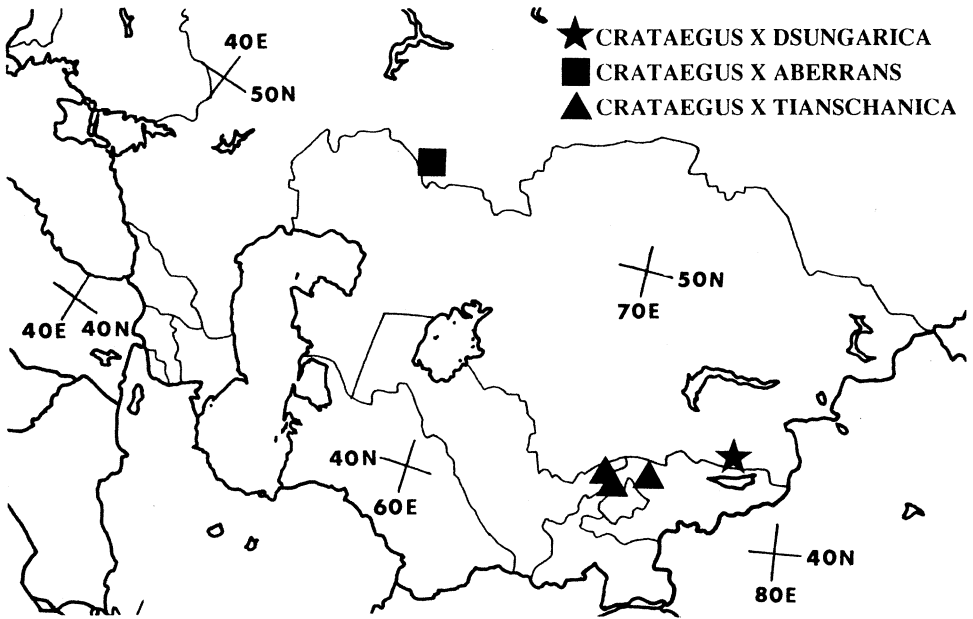 CRATAEGUS X DSUNGARICA
CRATAEGUS X ABERRANS
CRATAEGUS X TIANSCHANICA
40E
50N
50N
70E
40E 40N
40N
60E
40N
80E